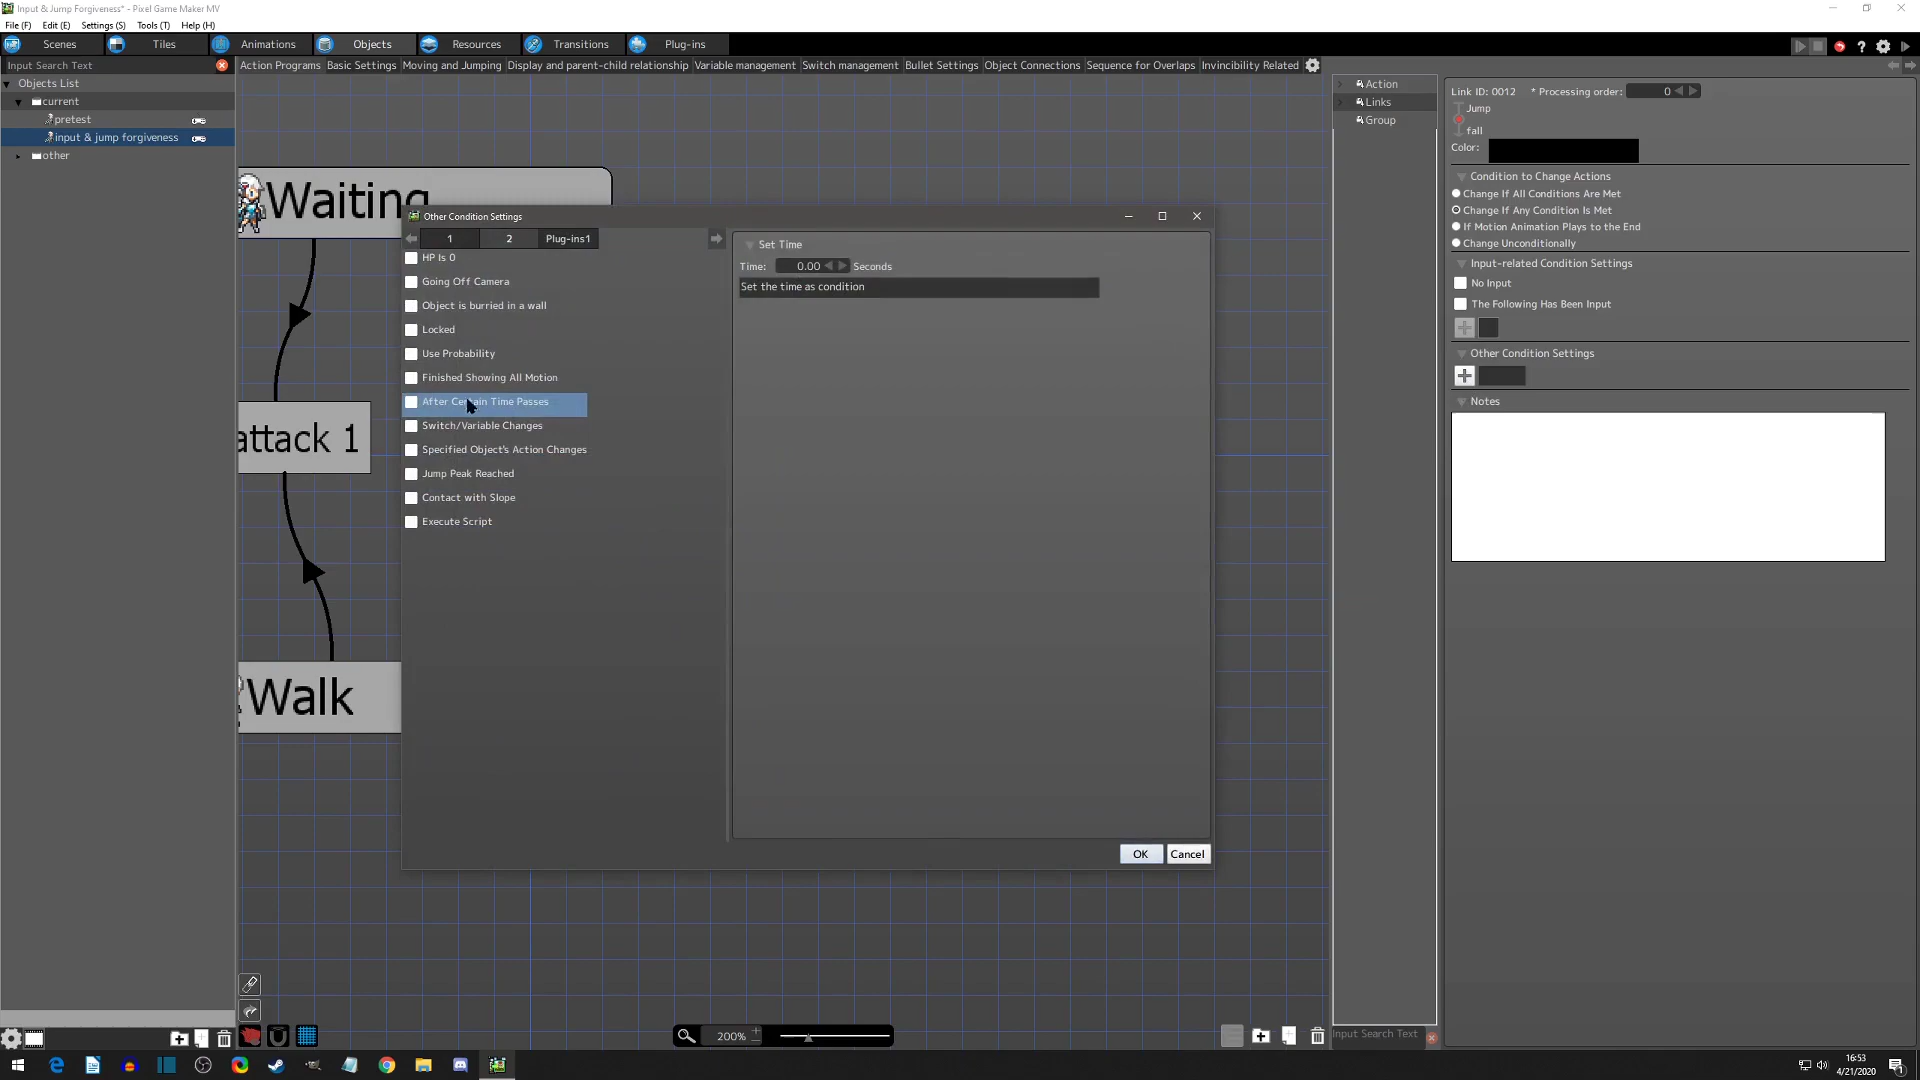 Input & Jump Forgiveness* - Pixel Game Maker MV
File (F) Edit (E) Settings (S) Tools (T) Help (H)
Scenes Tiles Animations Objects Resources Transitions Plug-ins
Input Search Text
Action Programs Basic Settings Moving and Jumping Display and parent-child relationship Variable management Switch management Bullet Settings Object Connections Sequence for Overlaps Invincibility Related
Objects List
current
pretest
input & jump forgiveness
other
Waiting
attack 1
Walk
Other Condition Settings
1 2 Plug-ins1
HP Is 0
Going Off Camera
Object is burried in a wall
Locked
Use Probability
Finished Showing All Motion
After Certain Time Passes
Switch/Variable Changes
Specified Object's Action Changes
Jump Peak Reached
Contact with Slope
Execute Script
Set Time
Time: 0.00 Seconds
Set the time as condition
OK Cancel
Action
Links
Group
Link ID: 0012 * Processing order: 0
Jump
fall
Color:
Condition to Change Actions
Change If All Conditions Are Met
Change If Any Condition Is Met
If Motion Animation Plays to the End
Change Unconditionally
Input-related Condition Settings
No Input
The Following Has Been Input
Other Condition Settings
Notes
200%
Input Search Text
16:53
4/21/2020